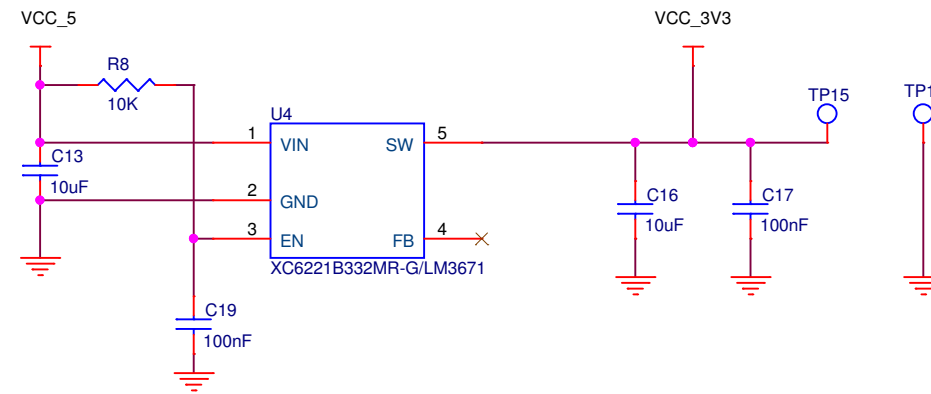 VCC_5
VCC_3V3
R8
10K
TP15
TP1
U4
1
VIN
SW
5
C13
10uF
2
GND
C16
10uF
C17
100nF
3
EN
FB
4
XC6221B332MR-G/LM3671
C19
100nF